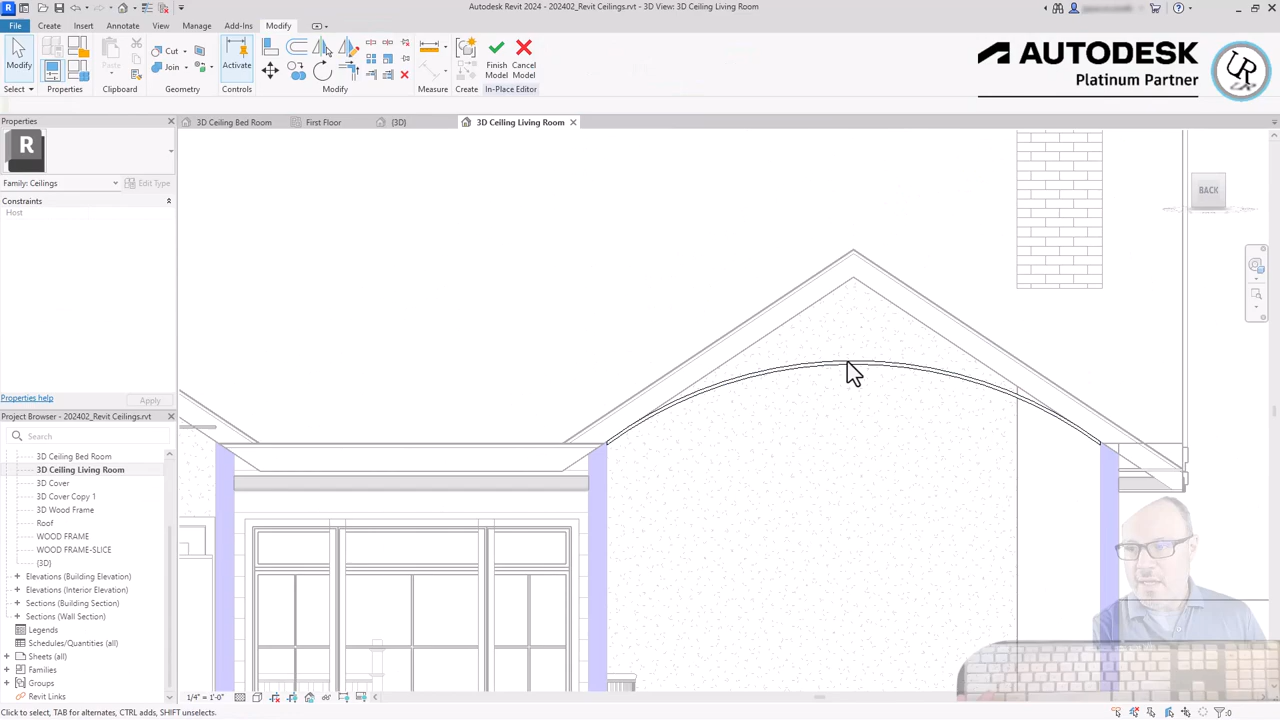 Autodesk Revit 2024 - 202402_Revit Ceilings.rvt - 3D View: 3D Ceiling Living Room
File Create Insert Annotate View Manage Add-Ins Modify
AUTODESK
Platinum Partner
Modify
Paste
Cut
Join
Activate
Create
Finish Model
Cancel Model
Select Properties Clipboard Geometry Controls Modify Measure Create In-Place Editor
Properties
3D Ceiling Bed Room
First Floor
{3D}
3D Ceiling Living Room
R
Family: Ceilings
Edit Type
Constraints
Host
BACK
Properties help
Apply
Project Browser - 202402_Revit Ceilings.rvt
Search
3D Ceiling Bed Room
3D Ceiling Living Room
3D Cover
3D Cover Copy 1
3D Wood Frame
Roof
WOOD FRAME
WOOD FRAME-SLICE
{3D}
Elevations (Building Elevation)
Elevations (Interior Elevation)
Sections (Building Section)
Sections (Wall Section)
Legends
Schedules/Quantities (all)
Sheets (all)
Families
Groups
Revit Links
1/4" = 1'-0"
Click to select, TAB for alternates, CTRL adds, SHIFT unselects.
:0